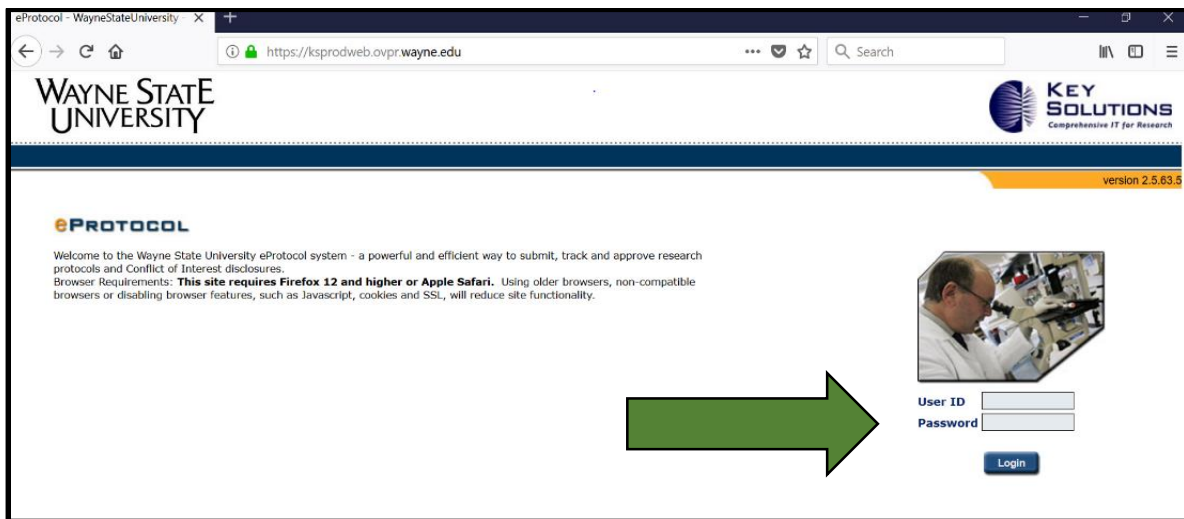 eProtocol - WayneStateUniversity -
https://ksprodweb.ovpr.wayne.edu
Search
WAYNE STATE
UNIVERSITY
KEY
SOLUTIONS
Comprehensive IT for Research
version 2.5.63.5
ePROTOCOL
Welcome to the Wayne State University eProtocol system - a powerful and efficient way to submit, track and approve research
protocols and Conflict of Interest disclosures.
Browser Requirements: This site requires Firefox 12 and higher or Apple Safari. Using older browsers, non-compatible
browsers or disabling browser features, such as Javascript, cookies and SSL, will reduce site functionality.
User ID
Password
Login